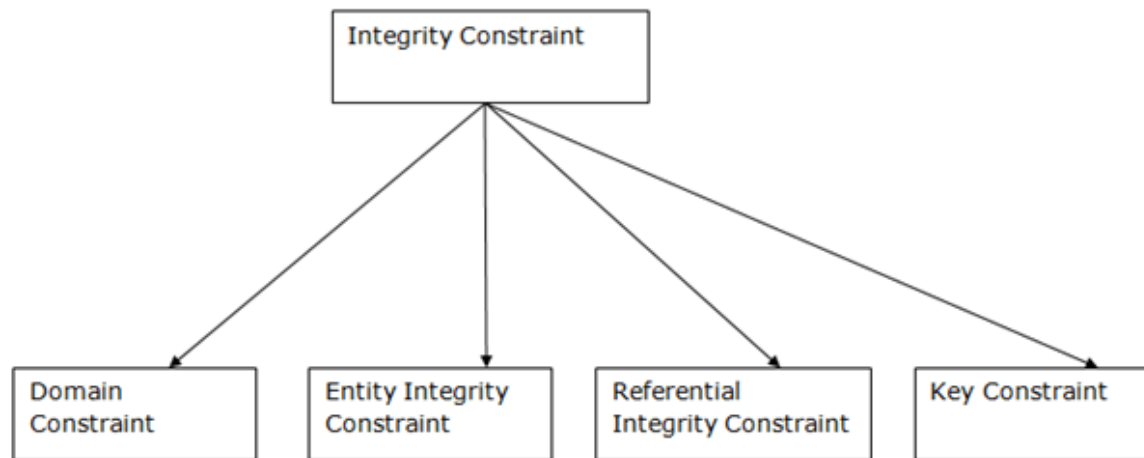 Integrity Constraint
Domain
Constraint
Entity Integrity
Constraint
Referential
Integrity Constraint
Key Constraint